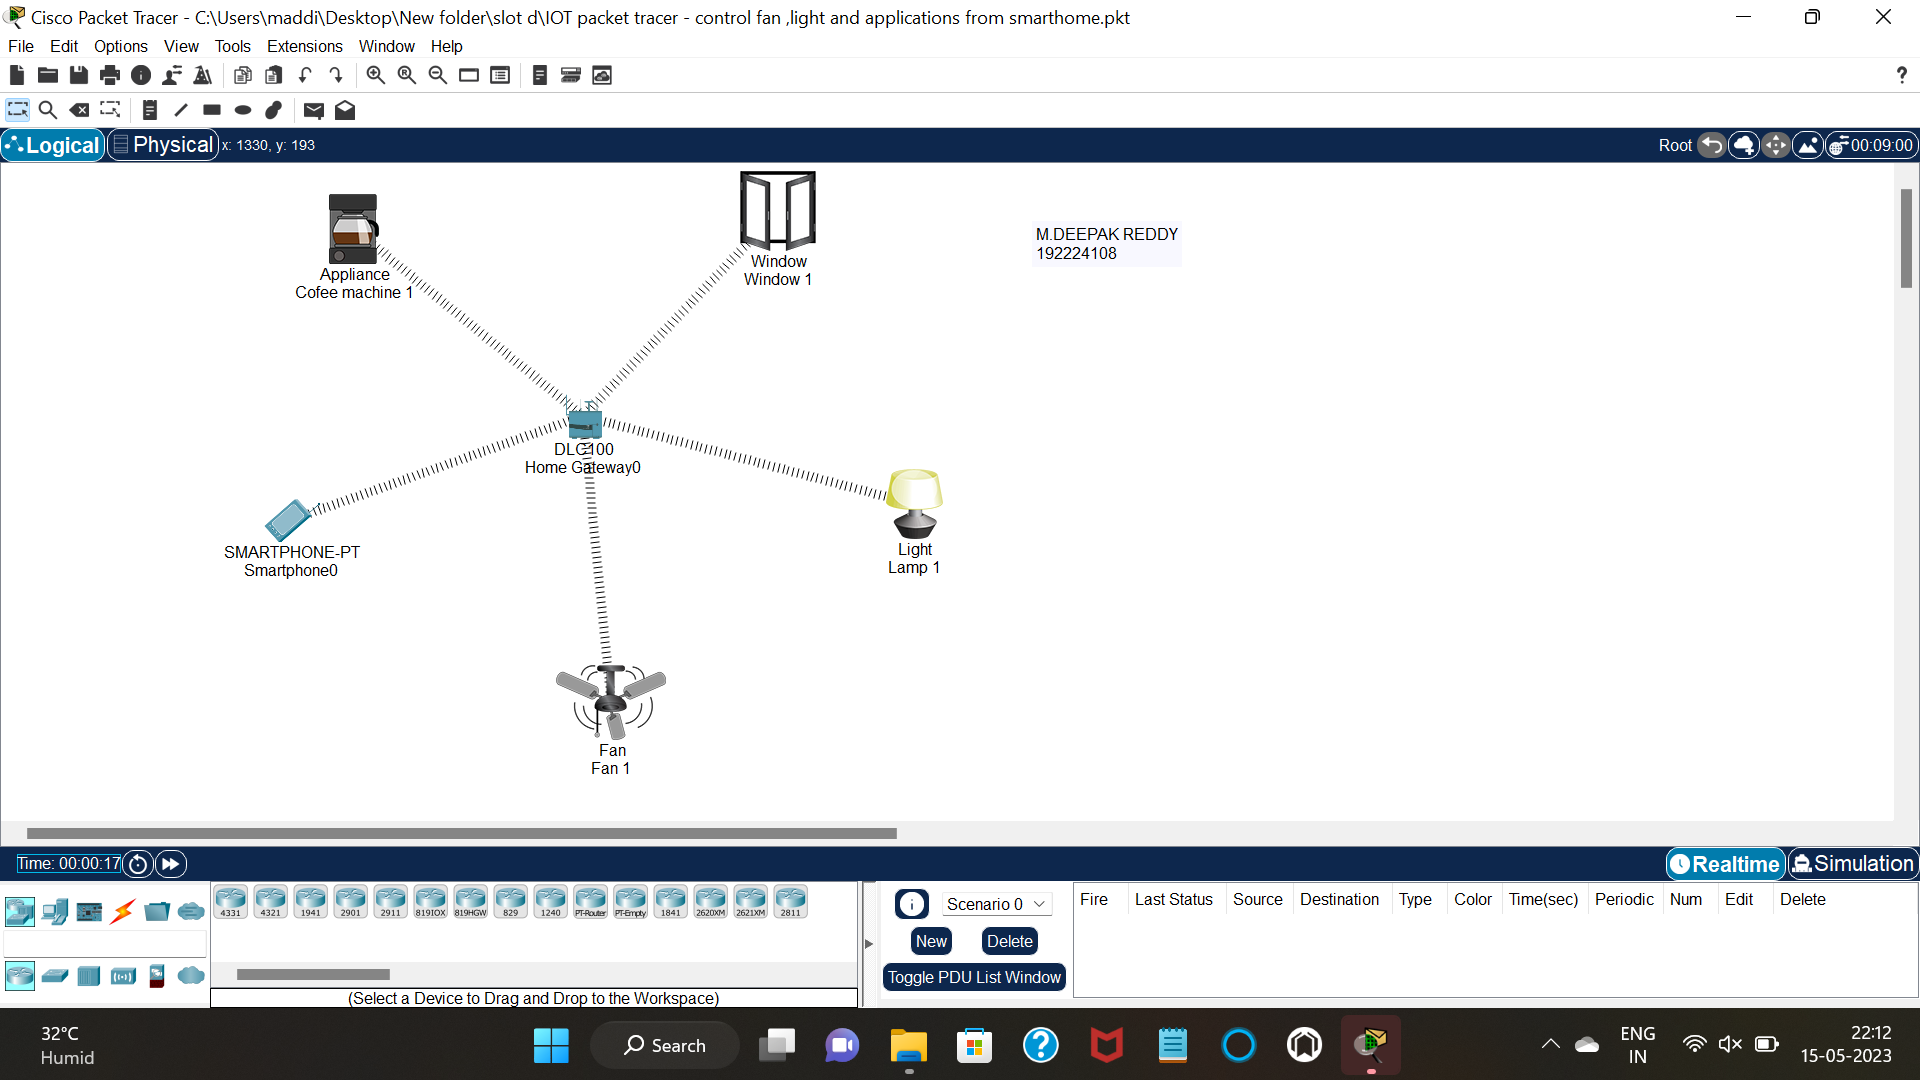 Cisco Packet Tracer - C:\Users\maddi\Desktop\New folder\slot d\IOT packet tracer - control fan ,light and applications from smarthome.pkt
File Edit Options View Tools Extensions Window Help
?
Logical Physical x: 1330, y: 193 Root 00:09:00
Appliance
Cofee machine 1
Window
Window 1
M.DEEPAK REDDY
192224108
DLC100
Home Gateway0
SMARTPHONE-PT
Smartphone0
Light
Lamp 1
Fan
Fan 1
Time: 00:00:17 Realtime Simulation
4331 4321 1941 2901 2911 819IOX 819HGW 829 1240 PT-Router PT-Empty 1841 2620XM 2621XM 2811
(Select a Device to Drag and Drop to the Workspace)
Scenario 0
New Delete
Toggle PDU List Window
Fire Last Status Source Destination Type Color Time(sec) Periodic Num Edit Delete
32°C
Humid
Search
ENG
IN
22:12
15-05-2023